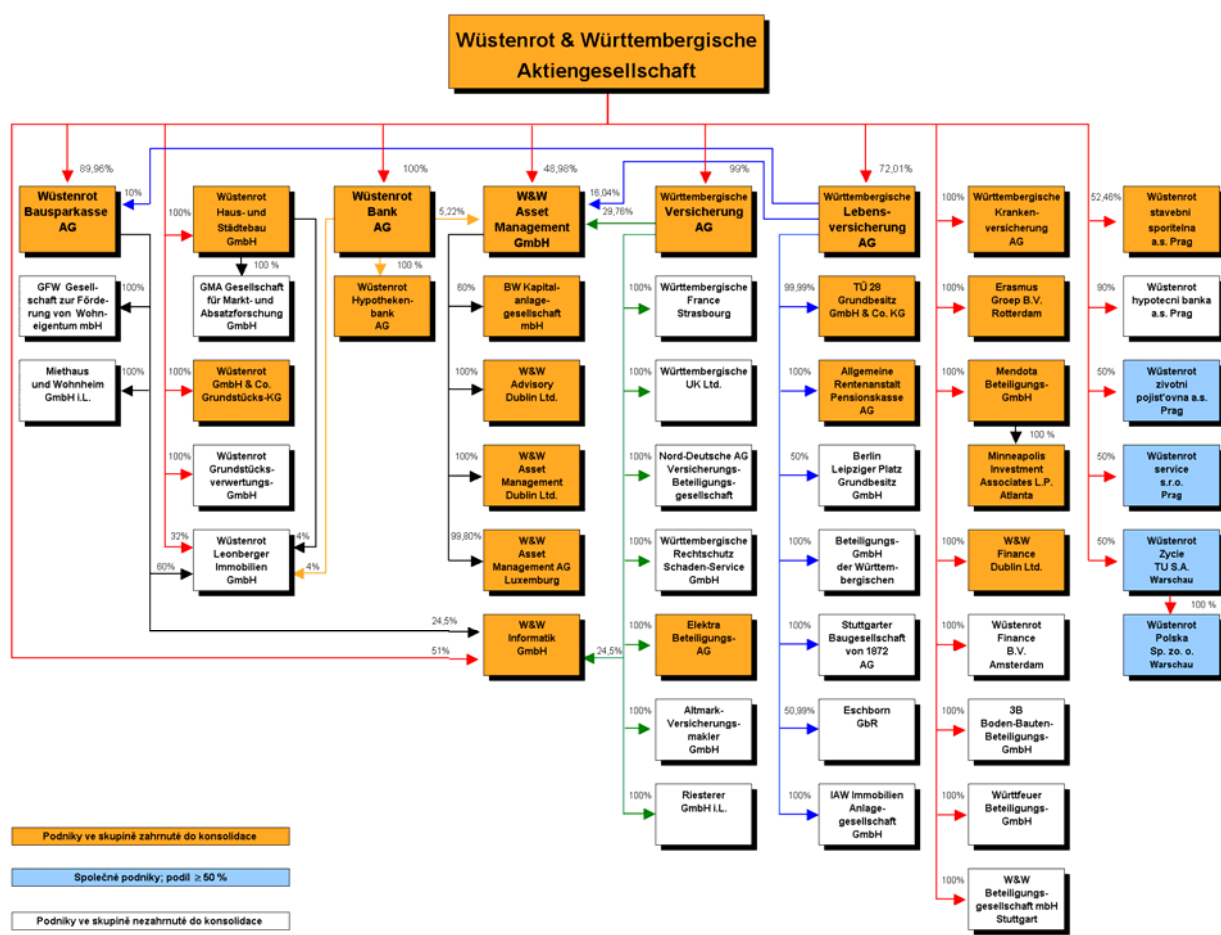 Wüstenrot & Württembergische
Aktiengesellschaft
89,96%
100%
48,98%
99%
72,01%
Wüstenrot
Bausparkasse
AG
10%
100%
Wüstenrot
Haus- und
Städtebau
GmbH
Wüstenrot
Bank
AG
5,22%
W&W
Asset
Management
GmbH
16,04%
29,76%
Württembergische
Versicherung
AG
Württembergische
Lebens-
versicherung
AG
100%
Württembergische
Kranken-
versicherung
AG
52,46%
Wüstenrot
stavebni
sporitelna
a.s. Prag
100 %
100 %
GFW Gesell-
schaft zur Förde-
rung von Wohn-
eigentum mbH
100%
GMA Gesellschaft
für Markt- und
Absatzforschung
GmbH
Wüstenrot
Hypotheken-
bank
AG
60%
BW Kapital-
anlage-
gesellschaft
mbH
100%
Württembergische
France
Strasbourg
99,99%
TÜ 28
Grundbesitz
GmbH & Co. KG
100%
Erasmus
Groep B.V.
Rotterdam
90%
Wüstenrot
hypotecni banka
a.s. Prag
Miethaus
und Wohnheim
GmbH i.L.
100%
100%
Wüstenrot
GmbH & Co.
Grundstücks-KG
100%
W&W
Advisory
Dublin Ltd.
100%
Württembergische
UK Ltd.
100%
Allgemeine
Rentenanstalt
Pensionskasse
AG
100%
Mendota
Beteiligungs-
GmbH
50%
Wüstenrot
zivotni
pojist'ovna a.s.
Prag
100 %
100%
Wüstenrot
Grundstücks-
verwertungs-
GmbH
100%
W&W
Asset
Management
Dublin Ltd.
100%
Nord-Deutsche AG
Versicherungs-
Beteiligungs-
gesellschaft
50%
Berlin
Leipziger Platz
Grundbesitz
GmbH
Minneapolis
Investment
Associates L.P.
Atlanta
50%
Wüstenrot
service
s.r.o.
Prag
32%
60%
Wüstenrot
Leonberger
Immobilien
GmbH
4%
4%
99,80%
W&W
Asset
Management AG
Luxemburg
100%
Württembergische
Rechtschutz
Schaden-Service
GmbH
100%
Beteiligungs-
GmbH
der Württem-
bergischen
100%
W&W
Finance
Dublin Ltd.
50%
Wüstenrot
Zycie
TU S.A.
Warschau
100 %
24,5%
51%
W&W
Informatik
GmbH
24,5%
100%
Elektra
Beteiligungs-
AG
100%
Stuttgarter
Baugesellschaft
von 1872
AG
100%
Wüstenrot
Finance
B.V.
Amsterdam
Wüstenrot
Polska
Sp. zo. o.
Warschau
100%
Altmark-
Versicherungs-
makler
GmbH
50,99%
Eschborn
GbR
100%
3B
Boden-Bauten-
Beteiligungs-
GmbH
100%
Riesterer
GmbH i.L.
100%
IAW Immobilien
Anlage-
gesellschaft
GmbH
100%
Württfeuer
Beteiligungs-
GmbH
100%
W&W
Beteiligungs-
gesellschaft mbH
Stuttgart
Podniky ve skupině zahrnuté do konsolidace
Společné podniky; podíl ≥ 50 %
Podniky ve skupině nezahrnuté do konsolidace